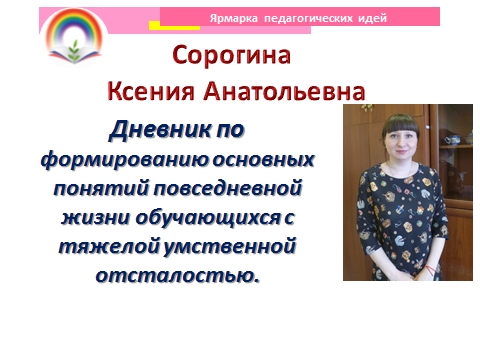 Ярмарка педагогических идей
Сорогина
Ксения Анатольевна
Дневник по
формированию основных
понятий повседневной
жизни обучающихся с
тяжелой умственной
отсталостью.